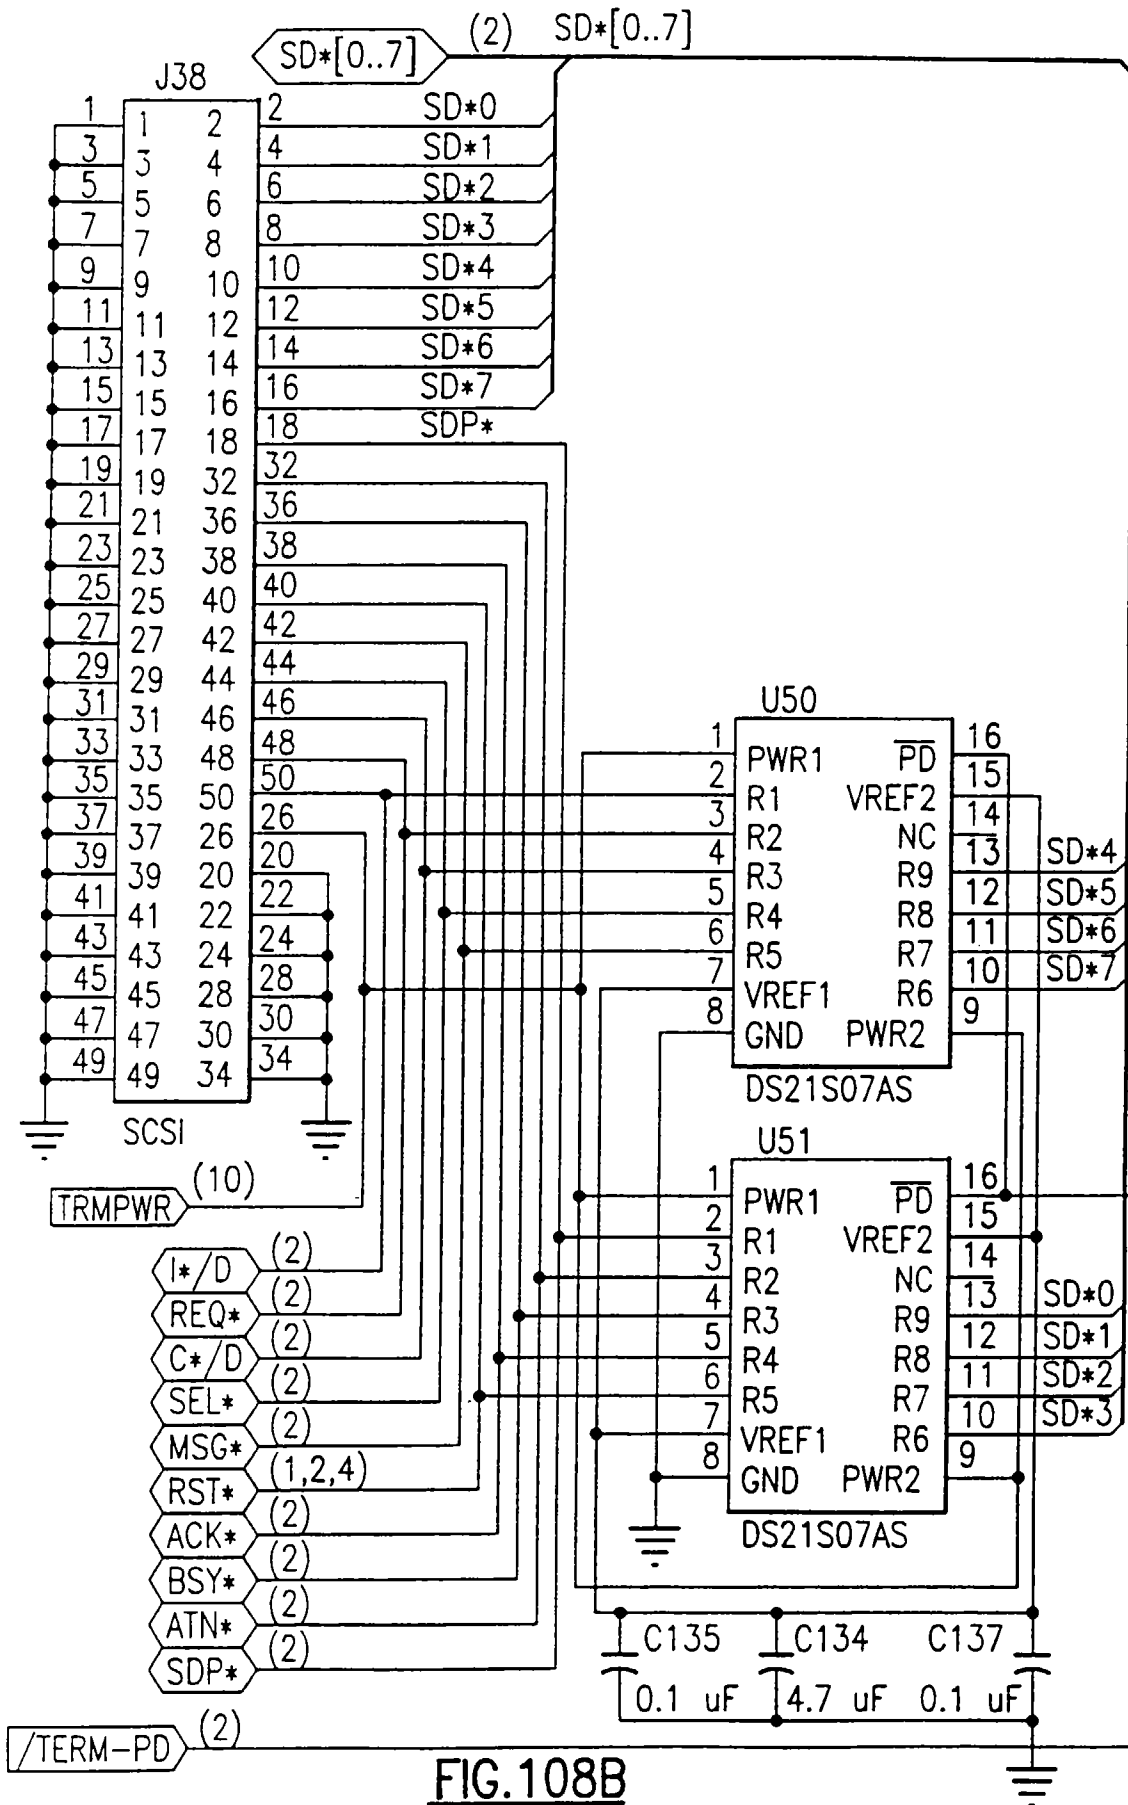 SD*[0..7] (2) SD*[0..7]
J38
1 1 2 2 SD*0
3 3 4 4 SD*1
5 5 6 6 SD*2
7 7 8 8 SD*3
9 9 10 10 SD*4
11 11 12 12 SD*5
13 13 14 14 SD*6
15 15 16 16 SD*7
17 17 18 18 SDP*
19 19 32 32
21 21 36 36
23 23 38 38
25 25 40 40
27 27 42 42
29 29 44 44
31 31 46 46
33 33 48 48
35 35 50 50
37 37 26 26
39 39 20 20
41 41 22 22
43 43 24 24
45 45 28 28
47 47 30 30
49 49 34 34
SCSI
U50
1 PWR1 PD 16
2 R1 VREF2 15
3 R2 NC 14
4 R3 R9 13 SD*4
5 R4 R8 12 SD*5
6 R5 R7 11 SD*6
7 VREF1 R6 10 SD*7
8 GND PWR2 9
DS21S07AS
U51
1 PWR1 PD 16
2 R1 VREF2 15
3 R2 NC 14
4 R3 R9 13 SD*0
5 R4 R8 12 SD*1
6 R5 R7 11 SD*2
7 VREF1 R6 10 SD*3
8 GND PWR2 9
DS21S07AS
TRMPWR (10)
I*/D (2)
REQ* (2)
C*/D (2)
SEL* (2)
MSG* (2)
RST* (1,2,4)
ACK* (2)
BSY* (2)
ATN* (2)
SDP* (2)
C135 C134 C137
0.1 uF 4.7 uF 0.1 uF
/TERM-PD (2)
FIG.108B